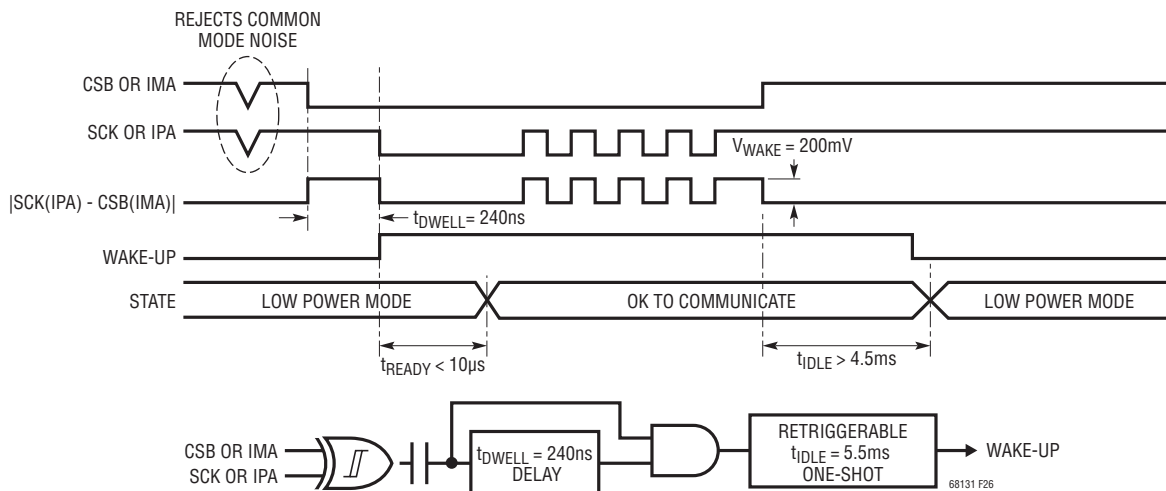 REJECTS COMMON
MODE NOISE
CSB OR IMA
SCK OR IPA
VWAKE = 200mV
|SCK(IPA) - CSB(IMA)|
tDWELL= 240ns
WAKE-UP
STATE
LOW POWER MODE
OK TO COMMUNICATE
LOW POWER MODE
tREADY < 10µs
tIDLE > 4.5ms
CSB OR IMA
SCK OR IPA
tDWELL = 240ns
DELAY
RETRIGGERABLE
tIDLE = 5.5ms
ONE-SHOT
WAKE-UP
68131 F26